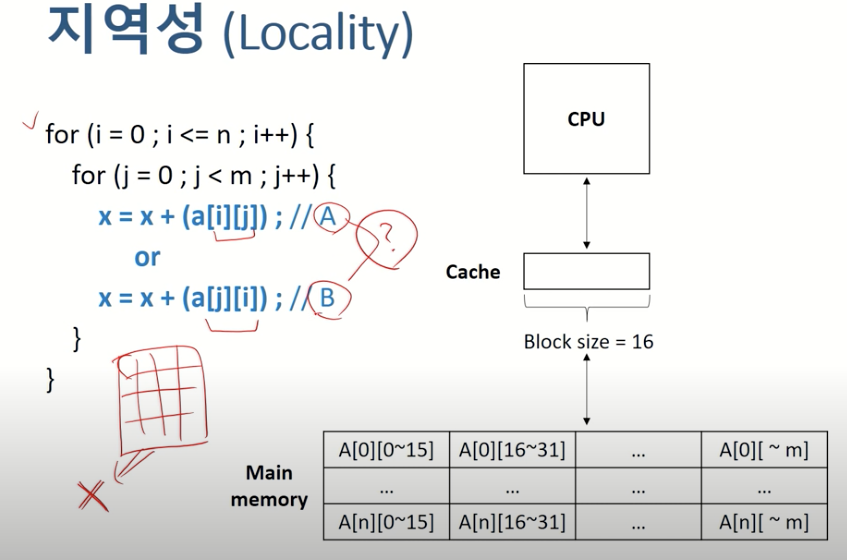 지역성 (Locality)
for (i = 0 ; i <= n ; i++) {
for (j = 0 ; j < m ; j++) {
x = x + (a[i][j]) ; // A
or
x = x + (a[j][i]) ; // B
}
}
?
CPU
Cache
Block size = 16
Main
memory
A[0][0~15] A[0][16~31] ... A[0][ ~ m]
... ... ... ...
A[n][0~15] A[n][16~31] ... A[n][ ~ m]
X